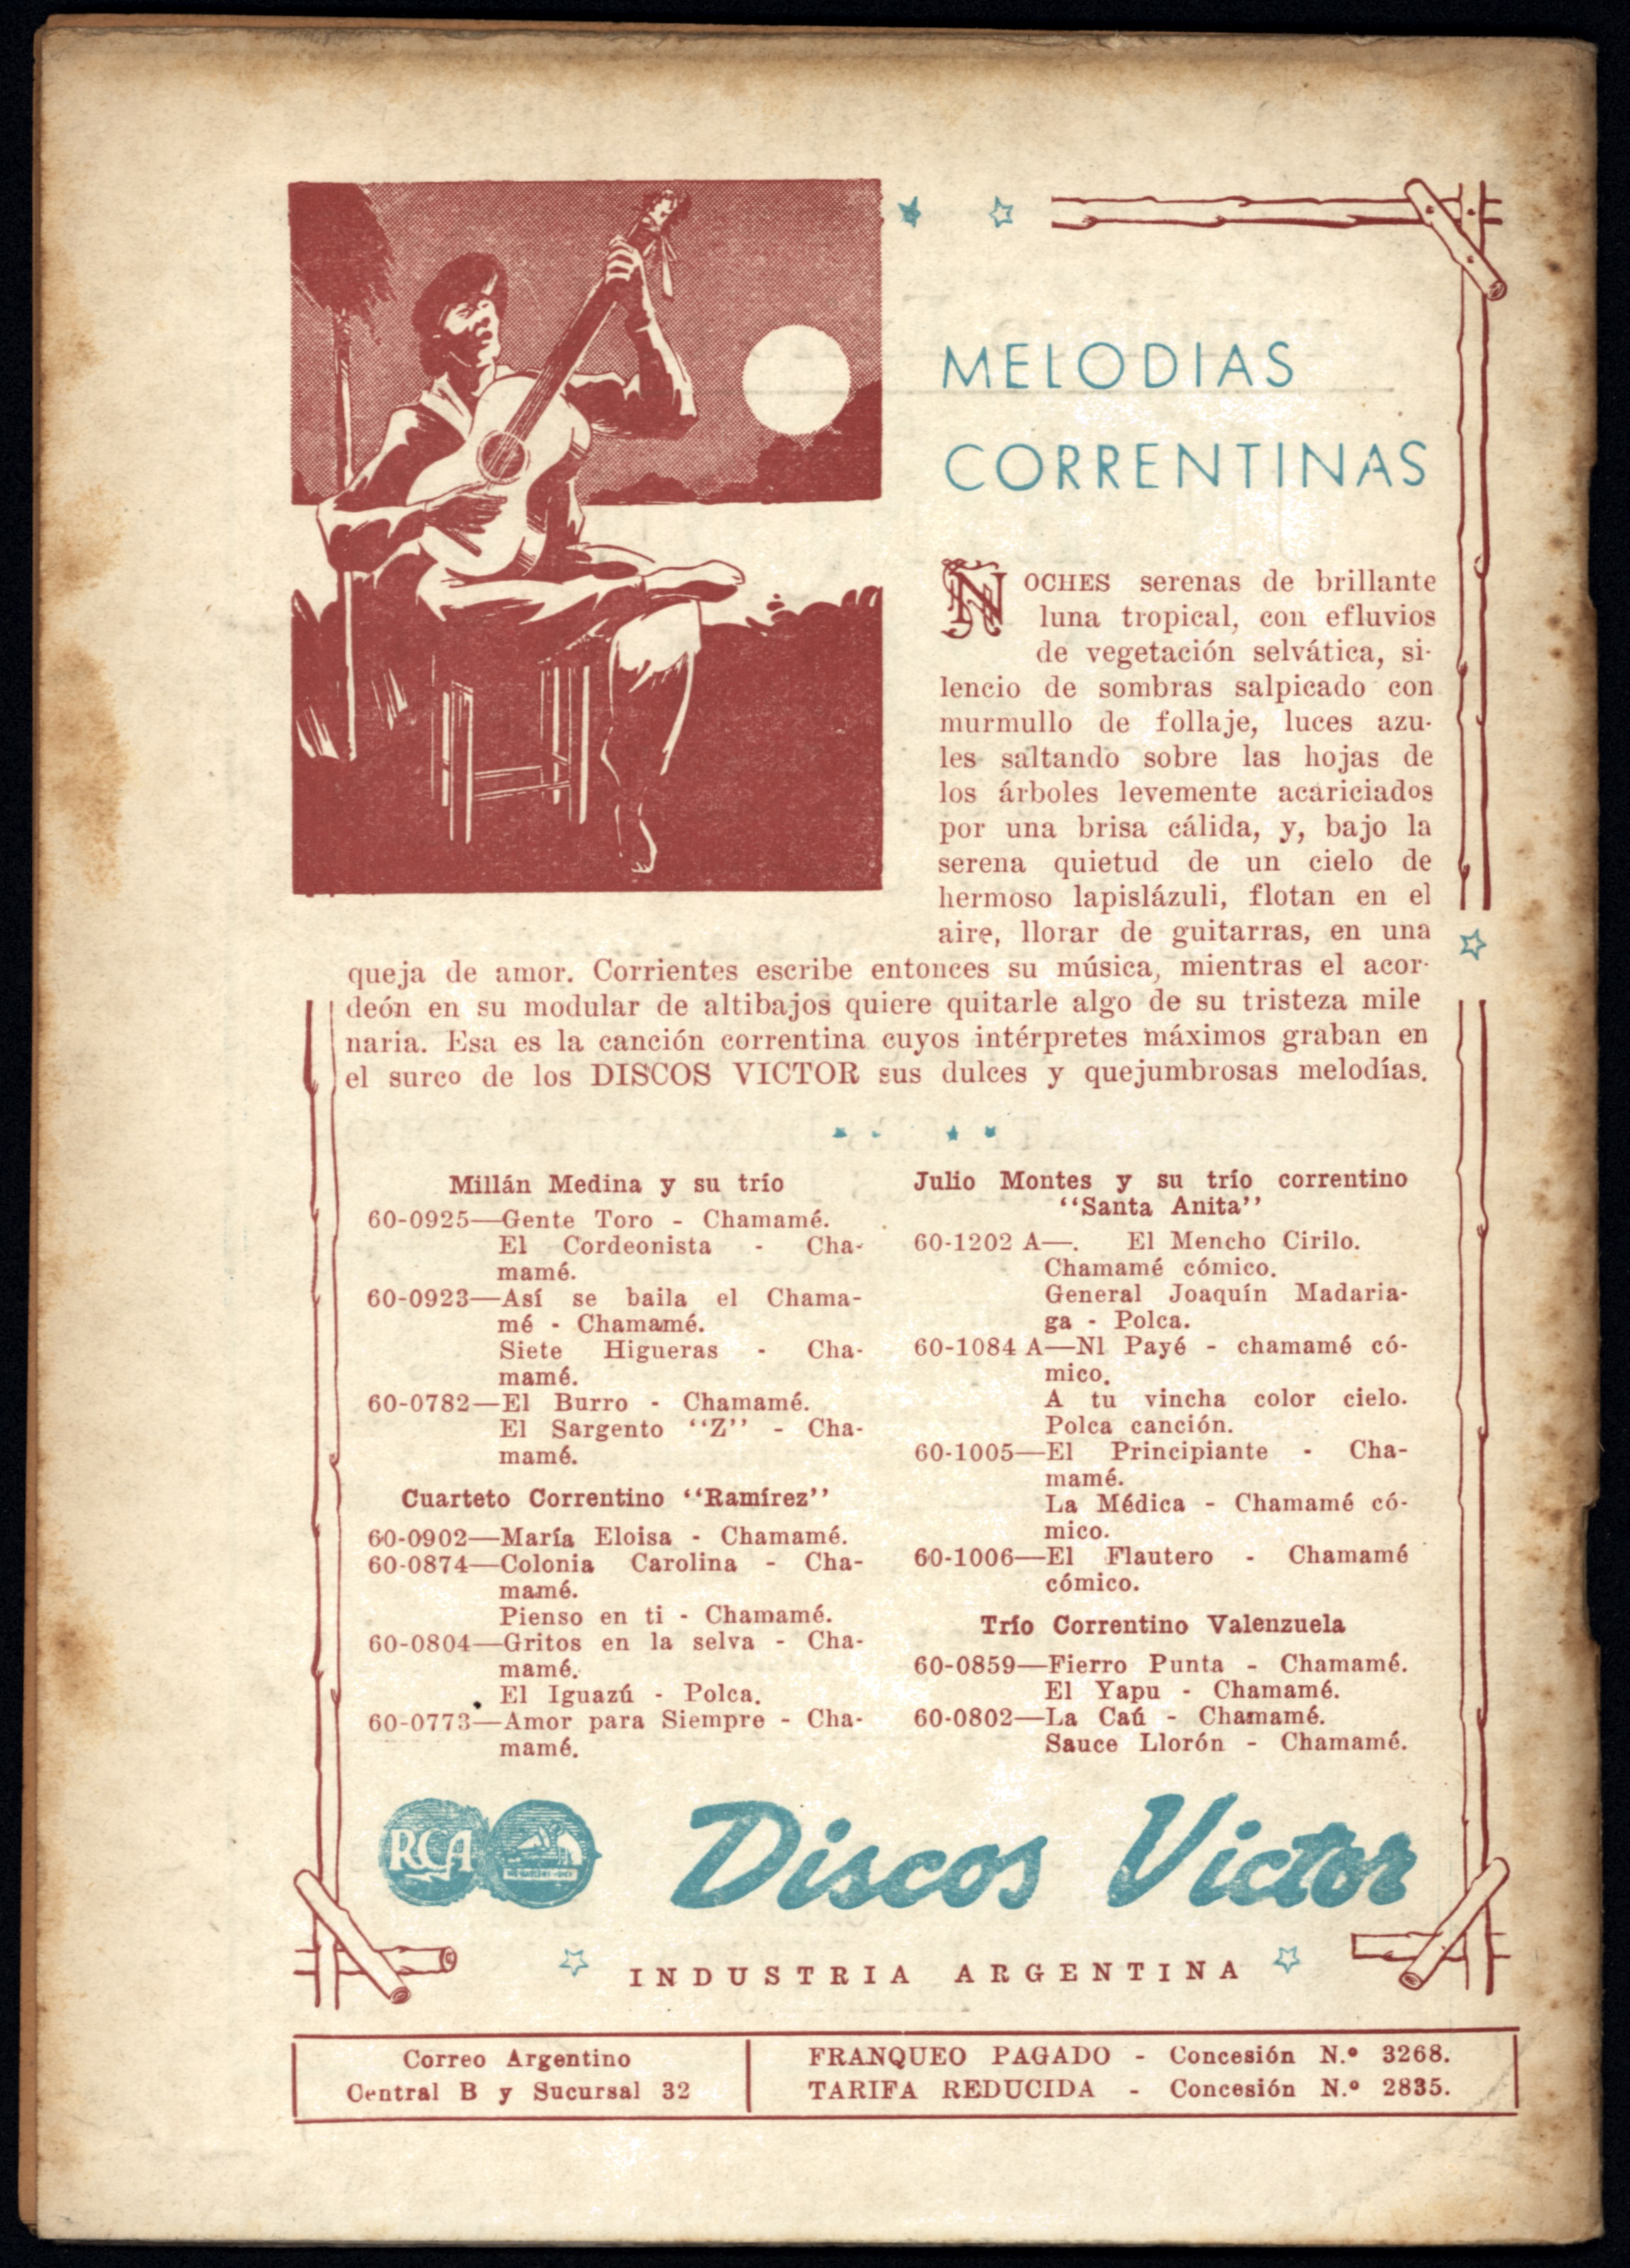 MELODIAS
CORRENTINAS
NOCHES serenas de brillante
luna tropical, con efluvios
de vegetación selvática, si-
lencio de sombras salpicado con
murmullo de follaje, luces azu-
les saltando sobre las hojas de
los árboles levemente acariciados
por una brisa cálida, y, bajo la
serena quietud de un cielo de
hermoso lapislázuli, flotan en el
aire, llorar de guitarras, en una
queja de amor. Corrientes escribe entonces su música, mientras el acor-
deón en su modular de altibajos quiere quitarle algo de su tristeza mile
naria. Esa es la canción correntina cuyos intérpretes máximos graban en
el surco de los DISCOS VICTOR sus dulces y quejumbrosas melodías.
Millán Medina y su trío
60-0925—Gente Toro - Chamamé.
El Cordeonista - Cha-
mamé.
60-0923—Así se baila el Chama-
mé - Chamamé.
Siete Higueras - Cha-
mamé.
60-0782—El Burro - Chamamé.
El Sargento ‘‘Z’’ - Cha-
mamé.
Cuarteto Correntino ‘‘Ramírez’’
60-0902—María Eloisa - Chamamé.
60-0874—Colonia Carolina - Cha-
mamé.
Pienso en ti - Chamamé.
60-0804—Gritos en la selva - Cha-
mamé.
El Iguazú - Polca.
60-0773—Amor para Siempre - Cha-
mamé.
Julio Montes y su trío correntino
‘‘Santa Anita’’
60-1202 A—. El Mencho Cirilo.
Chamamé cómico.
General Joaquín Madaria-
ga - Polca.
60-1084 A—Nl Payé - chamamé có-
mico.
A tu vincha color cielo.
Polca canción.
60-1005—El Principiante - Cha-
mamé.
La Médica - Chamamé có-
mico.
60-1006—El Flautero - Chamamé
cómico.
Trío Correntino Valenzuela
60-0859—Fierro Punta - Chamamé.
El Yapu - Chamamé.
60-0802—La Caú - Chamamé.
Sauce Llorón - Chamamé.
RCA Discos Victor
INDUSTRIA ARGENTINA
Correo Argentino
Central B y Sucursal 32
FRANQUEO PAGADO - Concesión N.º 3268.
TARIFA REDUCIDA - Concesión N.º 2835.